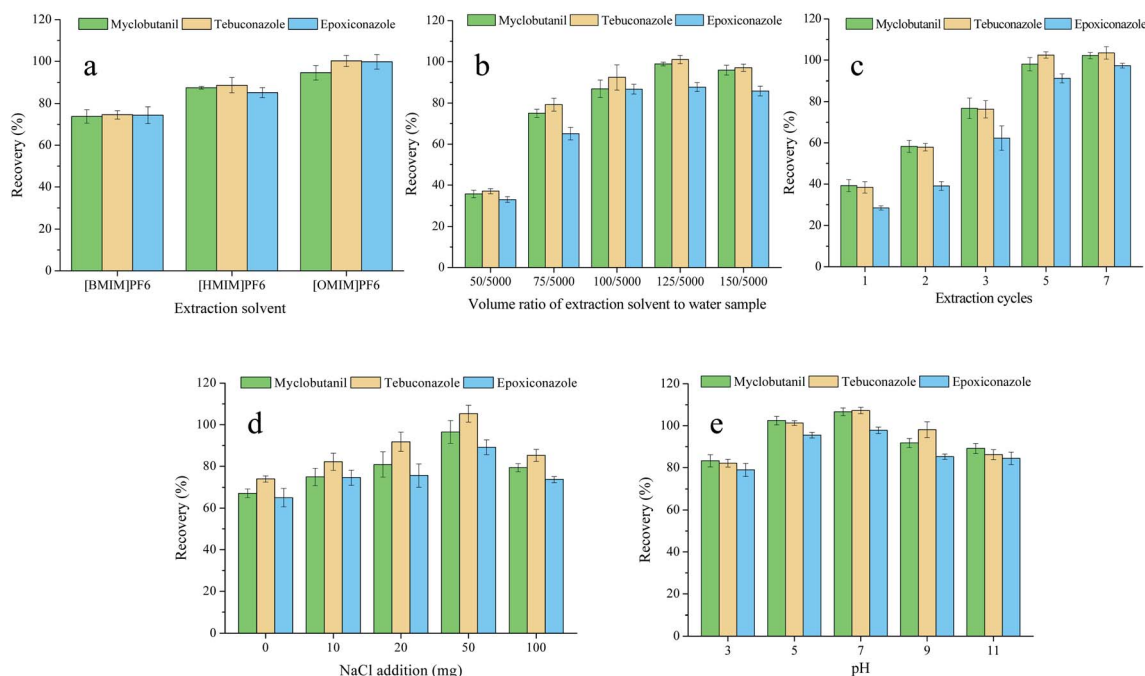 Myclobutanil Tebuconazole Epoxiconazole
a
Recovery (%)
120
100
80
60
40
20
0
[BMIM]PF6 [HMIM]PF6 [OMIM]PF6
Extraction solvent
Myclobutanil Tebuconazole Epoxiconazole
b
Recovery (%)
120
100
80
60
40
20
0
50/5000 75/5000 100/5000 125/5000 150/5000
Volume ratio of extraction solvent to water sample
Myclobutanil Tebuconazole Epoxiconazole
c
Recovery (%)
120
100
80
60
40
20
0
1 2 3 5 7
Extraction cycles
Myclobutanil Tebuconazole Epoxiconazole
d
Recovery (%)
120
100
80
60
40
20
0
0 10 20 50 100
NaCl addition (mg)
Myclobutanil Tebuconazole Epoxiconazole
e
Recovery (%)
120
100
80
60
40
20
0
3 5 7 9 11
pH